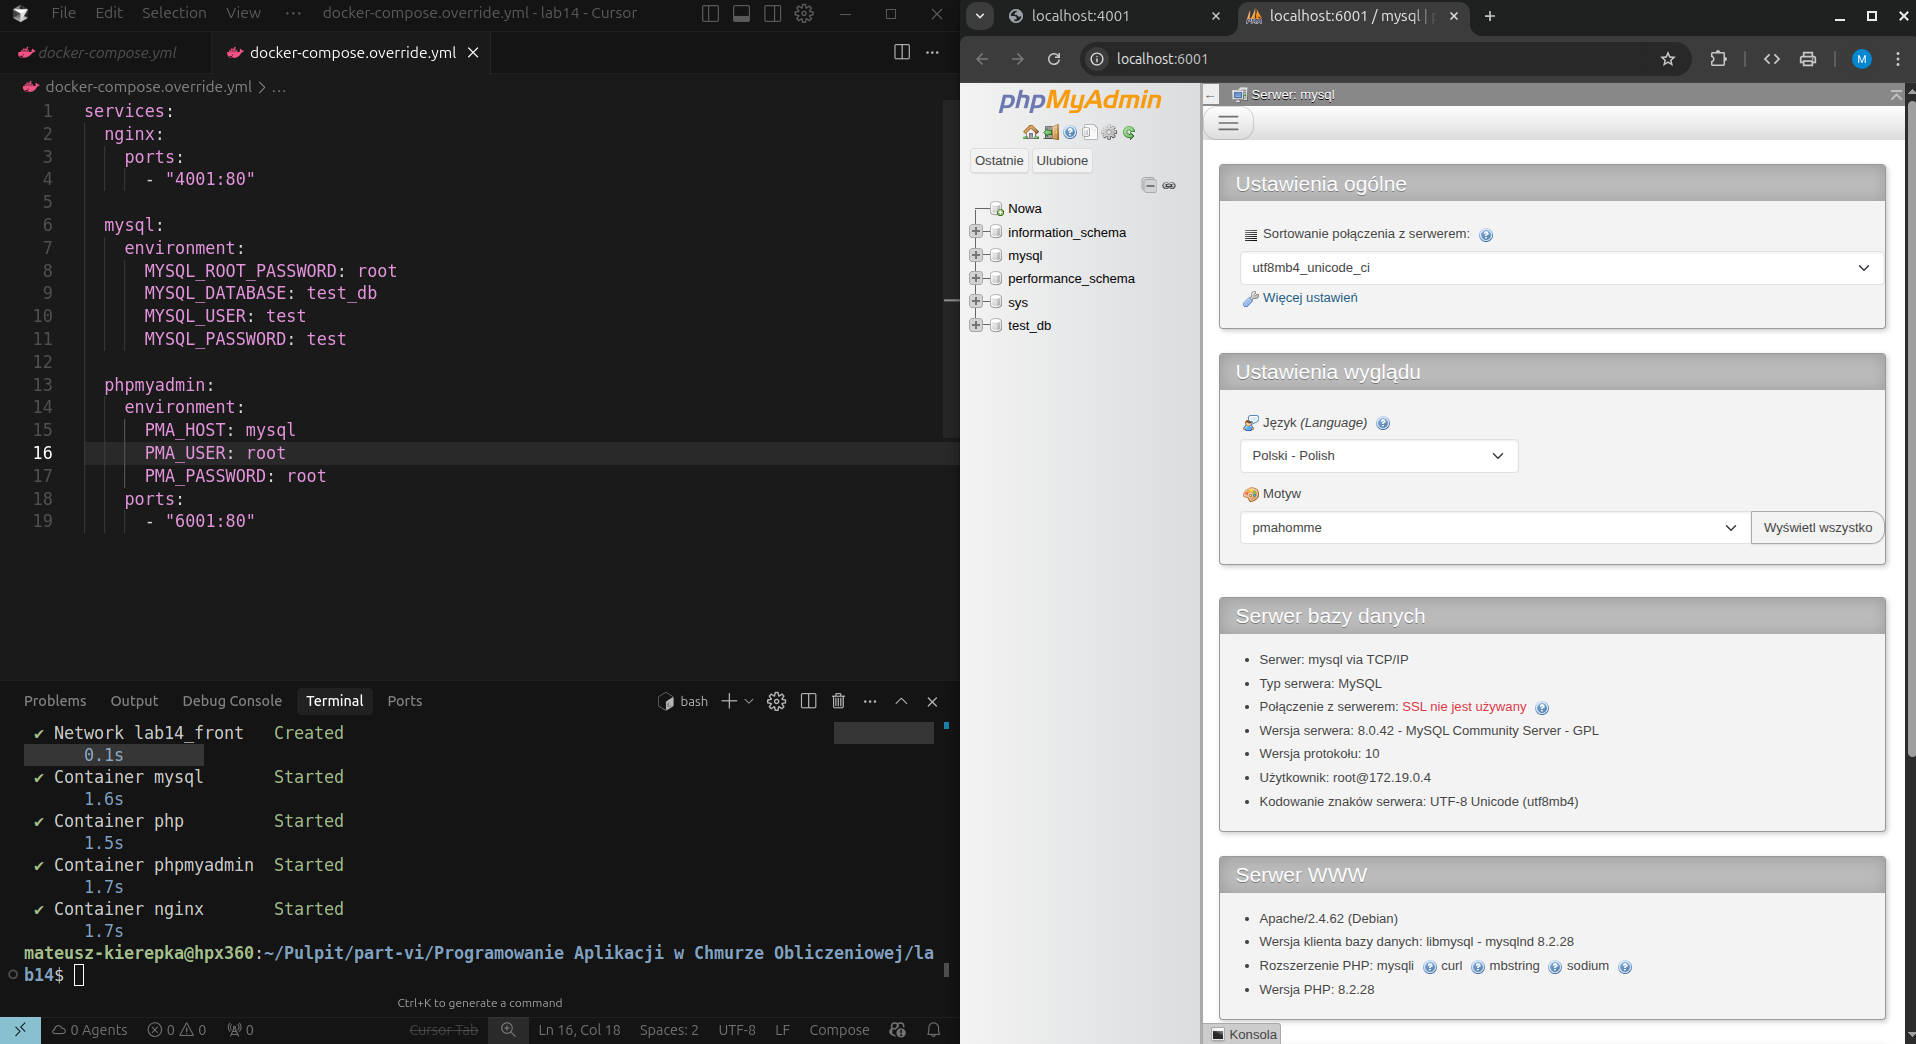 File Edit Selection View ··· docker-compose.override.yml - lab14 - Cursor
docker-compose.yml docker-compose.override.yml
docker-compose.override.yml > ...
1 services:
2 nginx:
3 ports:
4 - "4001:80"
5
6 mysql:
7 environment:
8 MYSQL_ROOT_PASSWORD: root
9 MYSQL_DATABASE: test_db
10 MYSQL_USER: test
11 MYSQL_PASSWORD: test
12
13 phpmyadmin:
14 environment:
15 PMA_HOST: mysql
16 PMA_USER: root
17 PMA_PASSWORD: root
18 ports:
19 - "6001:80"
Problems Output Debug Console Terminal Ports bash
✔ Network lab14_front Created
0.1s
✔ Container mysql Started
1.6s
✔ Container php Started
1.5s
✔ Container phpmyadmin Started
1.7s
✔ Container nginx Started
1.7s
mateusz-kierepka@hpx360:~/Pulpit/part-vi/Programowanie Aplikacji w Chmurze Obliczeniowej/la
b14$
Ctrl+K to generate a command
0 Agents 0 0 0 Cursor Tab Ln 16, Col 18 Spaces: 2 UTF-8 LF Compose
localhost:4001 localhost:6001 / mysql |
localhost:6001 M
phpMyAdmin
Ostatnie Ulubione
Nowa
information_schema
mysql
performance_schema
sys
test_db
Serwer: mysql
Ustawienia ogólne
Sortowanie połączenia z serwerem:
utf8mb4_unicode_ci
Więcej ustawień
Ustawienia wyglądu
Język (Language)
Polski - Polish
Motyw
pmahomme Wyświetl wszystko
Serwer bazy danych
• Serwer: mysql via TCP/IP
• Typ serwera: MySQL
• Połączenie z serwerem: SSL nie jest używany
• Wersja serwera: 8.0.42 - MySQL Community Server - GPL
• Wersja protokołu: 10
• Użytkownik: root@172.19.0.4
• Kodowanie znaków serwera: UTF-8 Unicode (utf8mb4)
Serwer WWW
• Apache/2.4.62 (Debian)
• Wersja klienta bazy danych: libmysql - mysqlnd 8.2.28
• Rozszerzenie PHP: mysqli curl mbstring sodium
• Wersja PHP: 8.2.28
Konsola